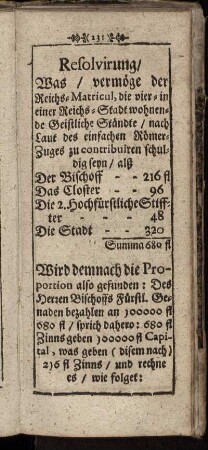 (231)
Resolvirung/
Was / vermöge der
Reichs-Matricul, die vier-in
einer Reichs-Stadt wohnen-
de Geistliche Ständte / nach
Laut des einfachen Römer-
Zuges zu contribuiren schul-
dig seyn / alß
Der Bischoff - - 216 fl
Das Closter - - 96
Die 2. Hochfürstliche Stiff-
ter - - - 48
Die Stadt - - 320
Summa 680 fl
Wird demnach die Pro-
portion also gefunden: Des
Herren Bischoffs Fürstl. Ge-
naden bezahlen an 300000 fl
680 fl / sprich dahero: 680 fl
Zinns geben 300000 fl Capi-
tal, was geben (disem nach)
216 fl Zinns / und rechne
es / wie folget: